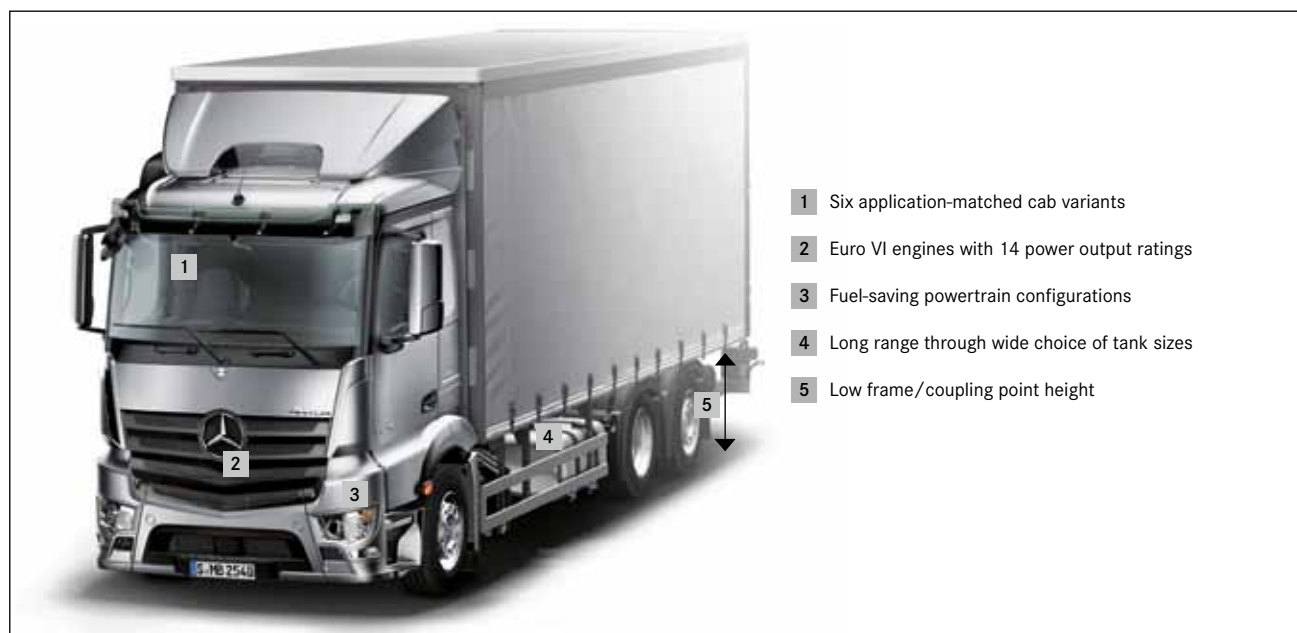 1
2
3
4
5
S·MB 2540
1 Six application-matched cab variants
2 Euro VI engines with 14 power output ratings
3 Fuel-saving powertrain configurations
4 Long range through wide choice of tank sizes
5 Low frame/coupling point height